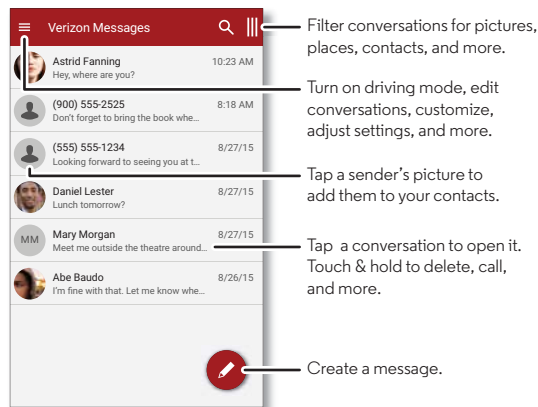 Verizon Messages
Filter conversations for pictures,
places, contacts, and more.
Astrid Fanning 10:23 AM
Hey, where are you?
Turn on driving mode, edit
conversations, customize,
adjust settings, and more.
(900) 555-2525 8:18 AM
Don't forget to bring the book whe...
(555) 555-1234 8/27/15
Looking forward to seeing you at t...
Tap a sender's picture to
add them to your contacts.
Daniel Lester 8/27/15
Lunch tomorrow?
MM
Mary Morgan 8/27/15
Meet me outside the theatre around...
Tap a conversation to open it.
Touch & hold to delete, call,
and more.
Abe Baudo 8/26/15
I'm fine with that. Let me know whe...
Create a message.